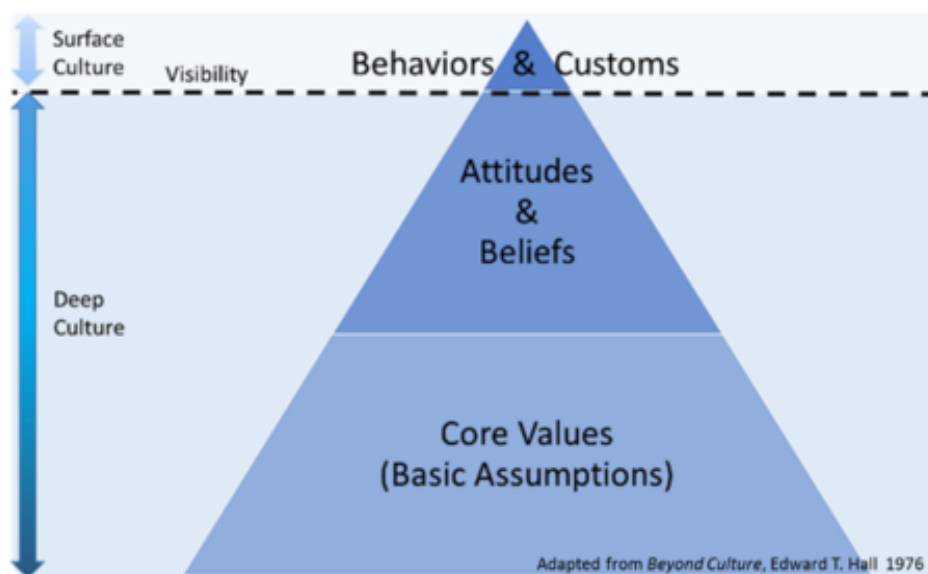 Surface
Culture
Visibility
Behaviors & Customs
Attitudes
&
Beliefs
Deep
Culture
Core Values
(Basic Assumptions)
Adapted from Beyond Culture, Edward T. Hall 1976